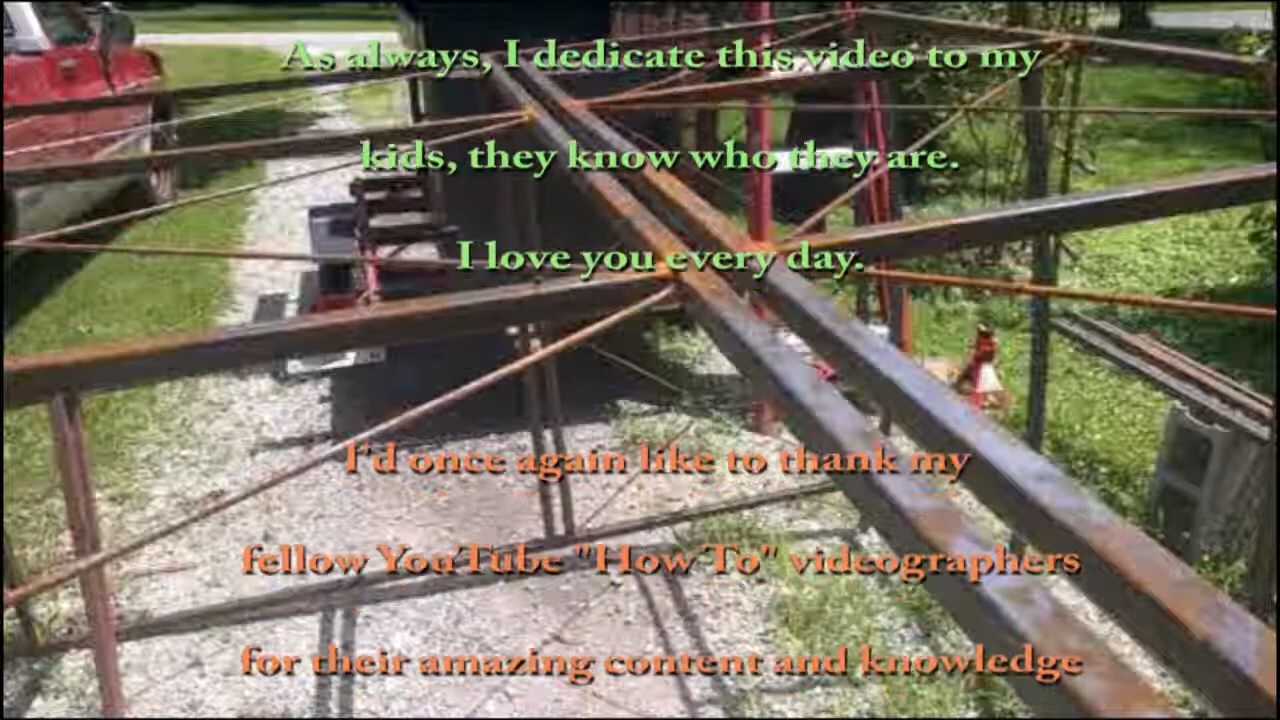 As always, I dedicate this video to my
kids, they know who they are.
I love you every day.
I'd once again like to thank my
fellow YouTube "How To" videographers
for their amazing content and knowledge